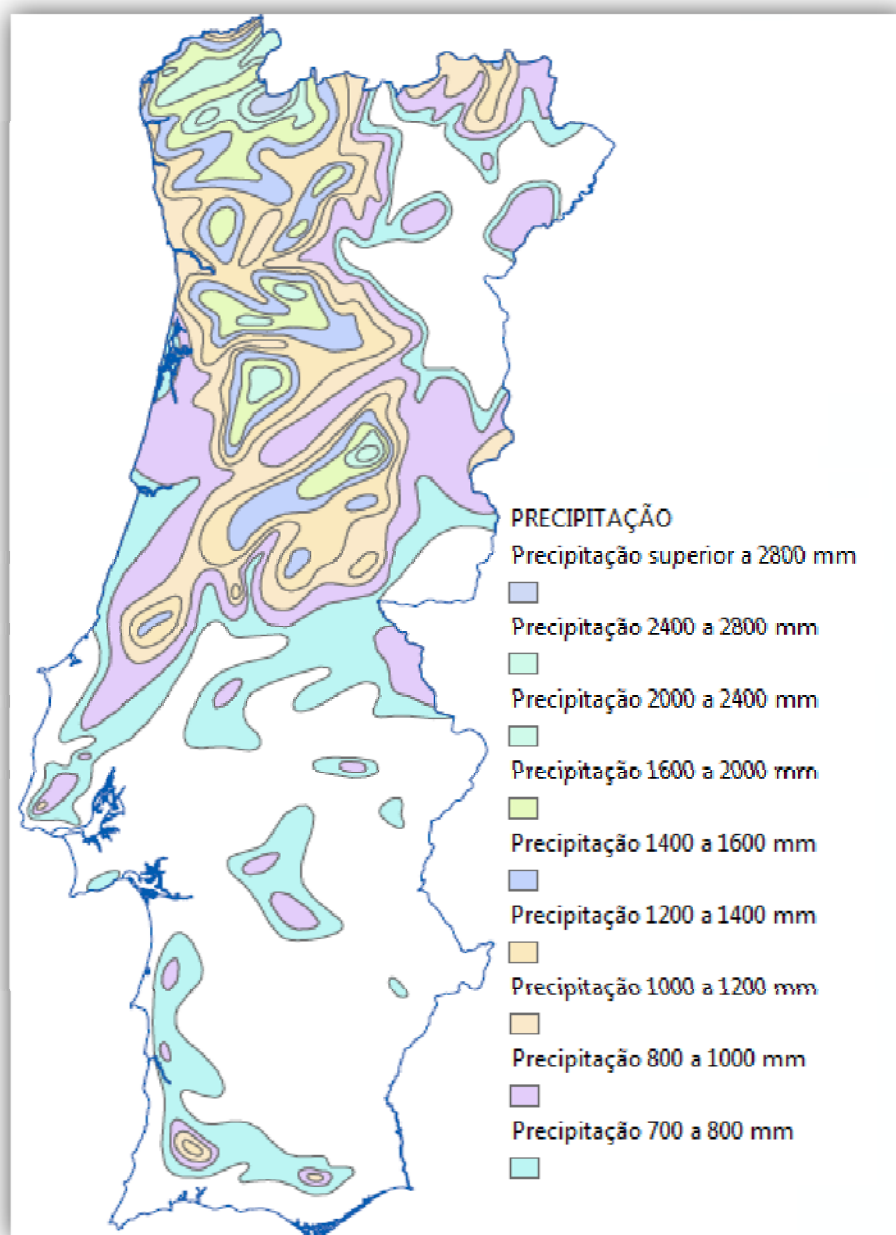 PRECIPITAÇÃO
Precipitação superior a 2800 mm
Precipitação 2400 a 2800 mm
Precipitação 2000 a 2400 mm
Precipitação 1600 a 2000 mm
Precipitação 1400 a 1600 mm
Precipitação 1200 a 1400 mm
Precipitação 1000 a 1200 mm
Precipitação 800 a 1000 mm
Precipitação 700 a 800 mm